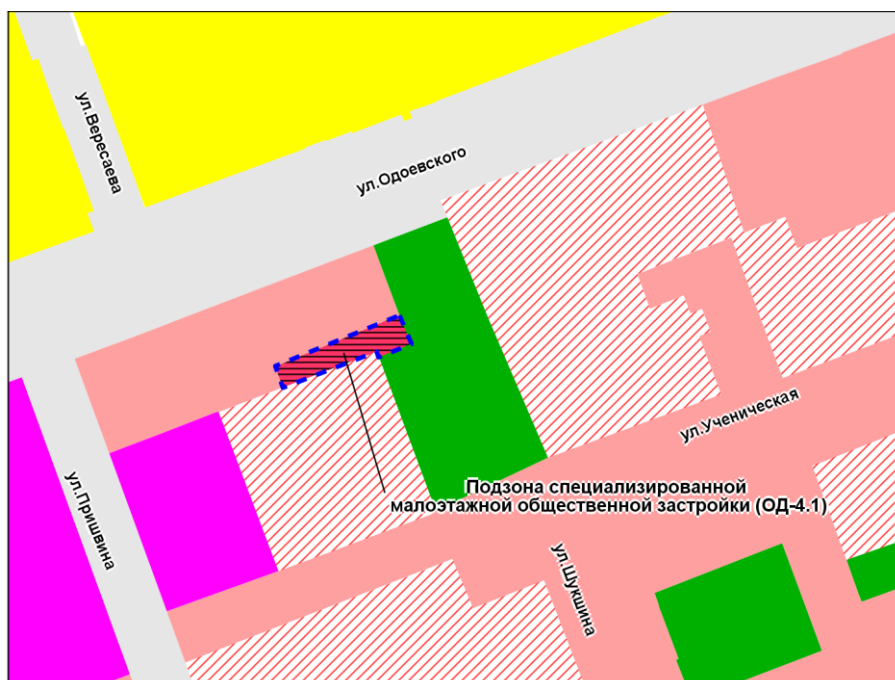 ул.Вересаева
ул.Одоевского
ул.Ученическая
ул.Пришвина
Подзона специализированной
малоэтажной общественной застройки (ОД-4.1)
ул.Шукшина